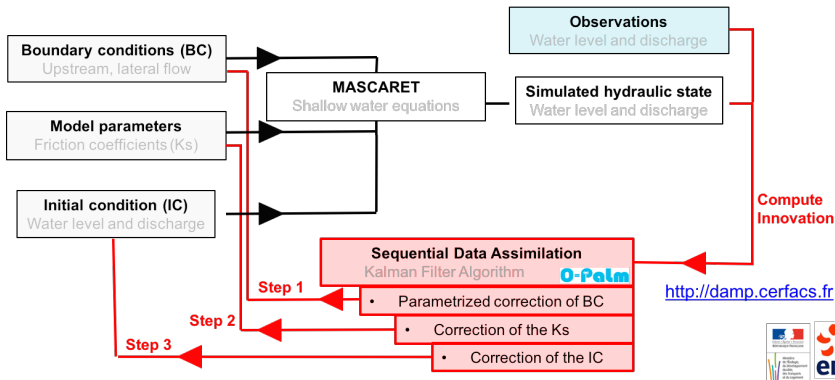 Observations
Water level and discharge
Boundary conditions (BC)
Upstream, lateral flow
MASCARET
Shallow water equations
Simulated hydraulic state
Water level and discharge
Model parameters
Friction coefficients (Ks)
Initial condition (IC)
Water level and discharge
Compute
Innovation
Sequential Data Assimilation
Kalman Filter Algorithm
O-Palm
http://damp.cerfacs.fr
Step 1
• Parametrized correction of BC
Step 2
• Correction of the Ks
Step 3
• Correction of the IC